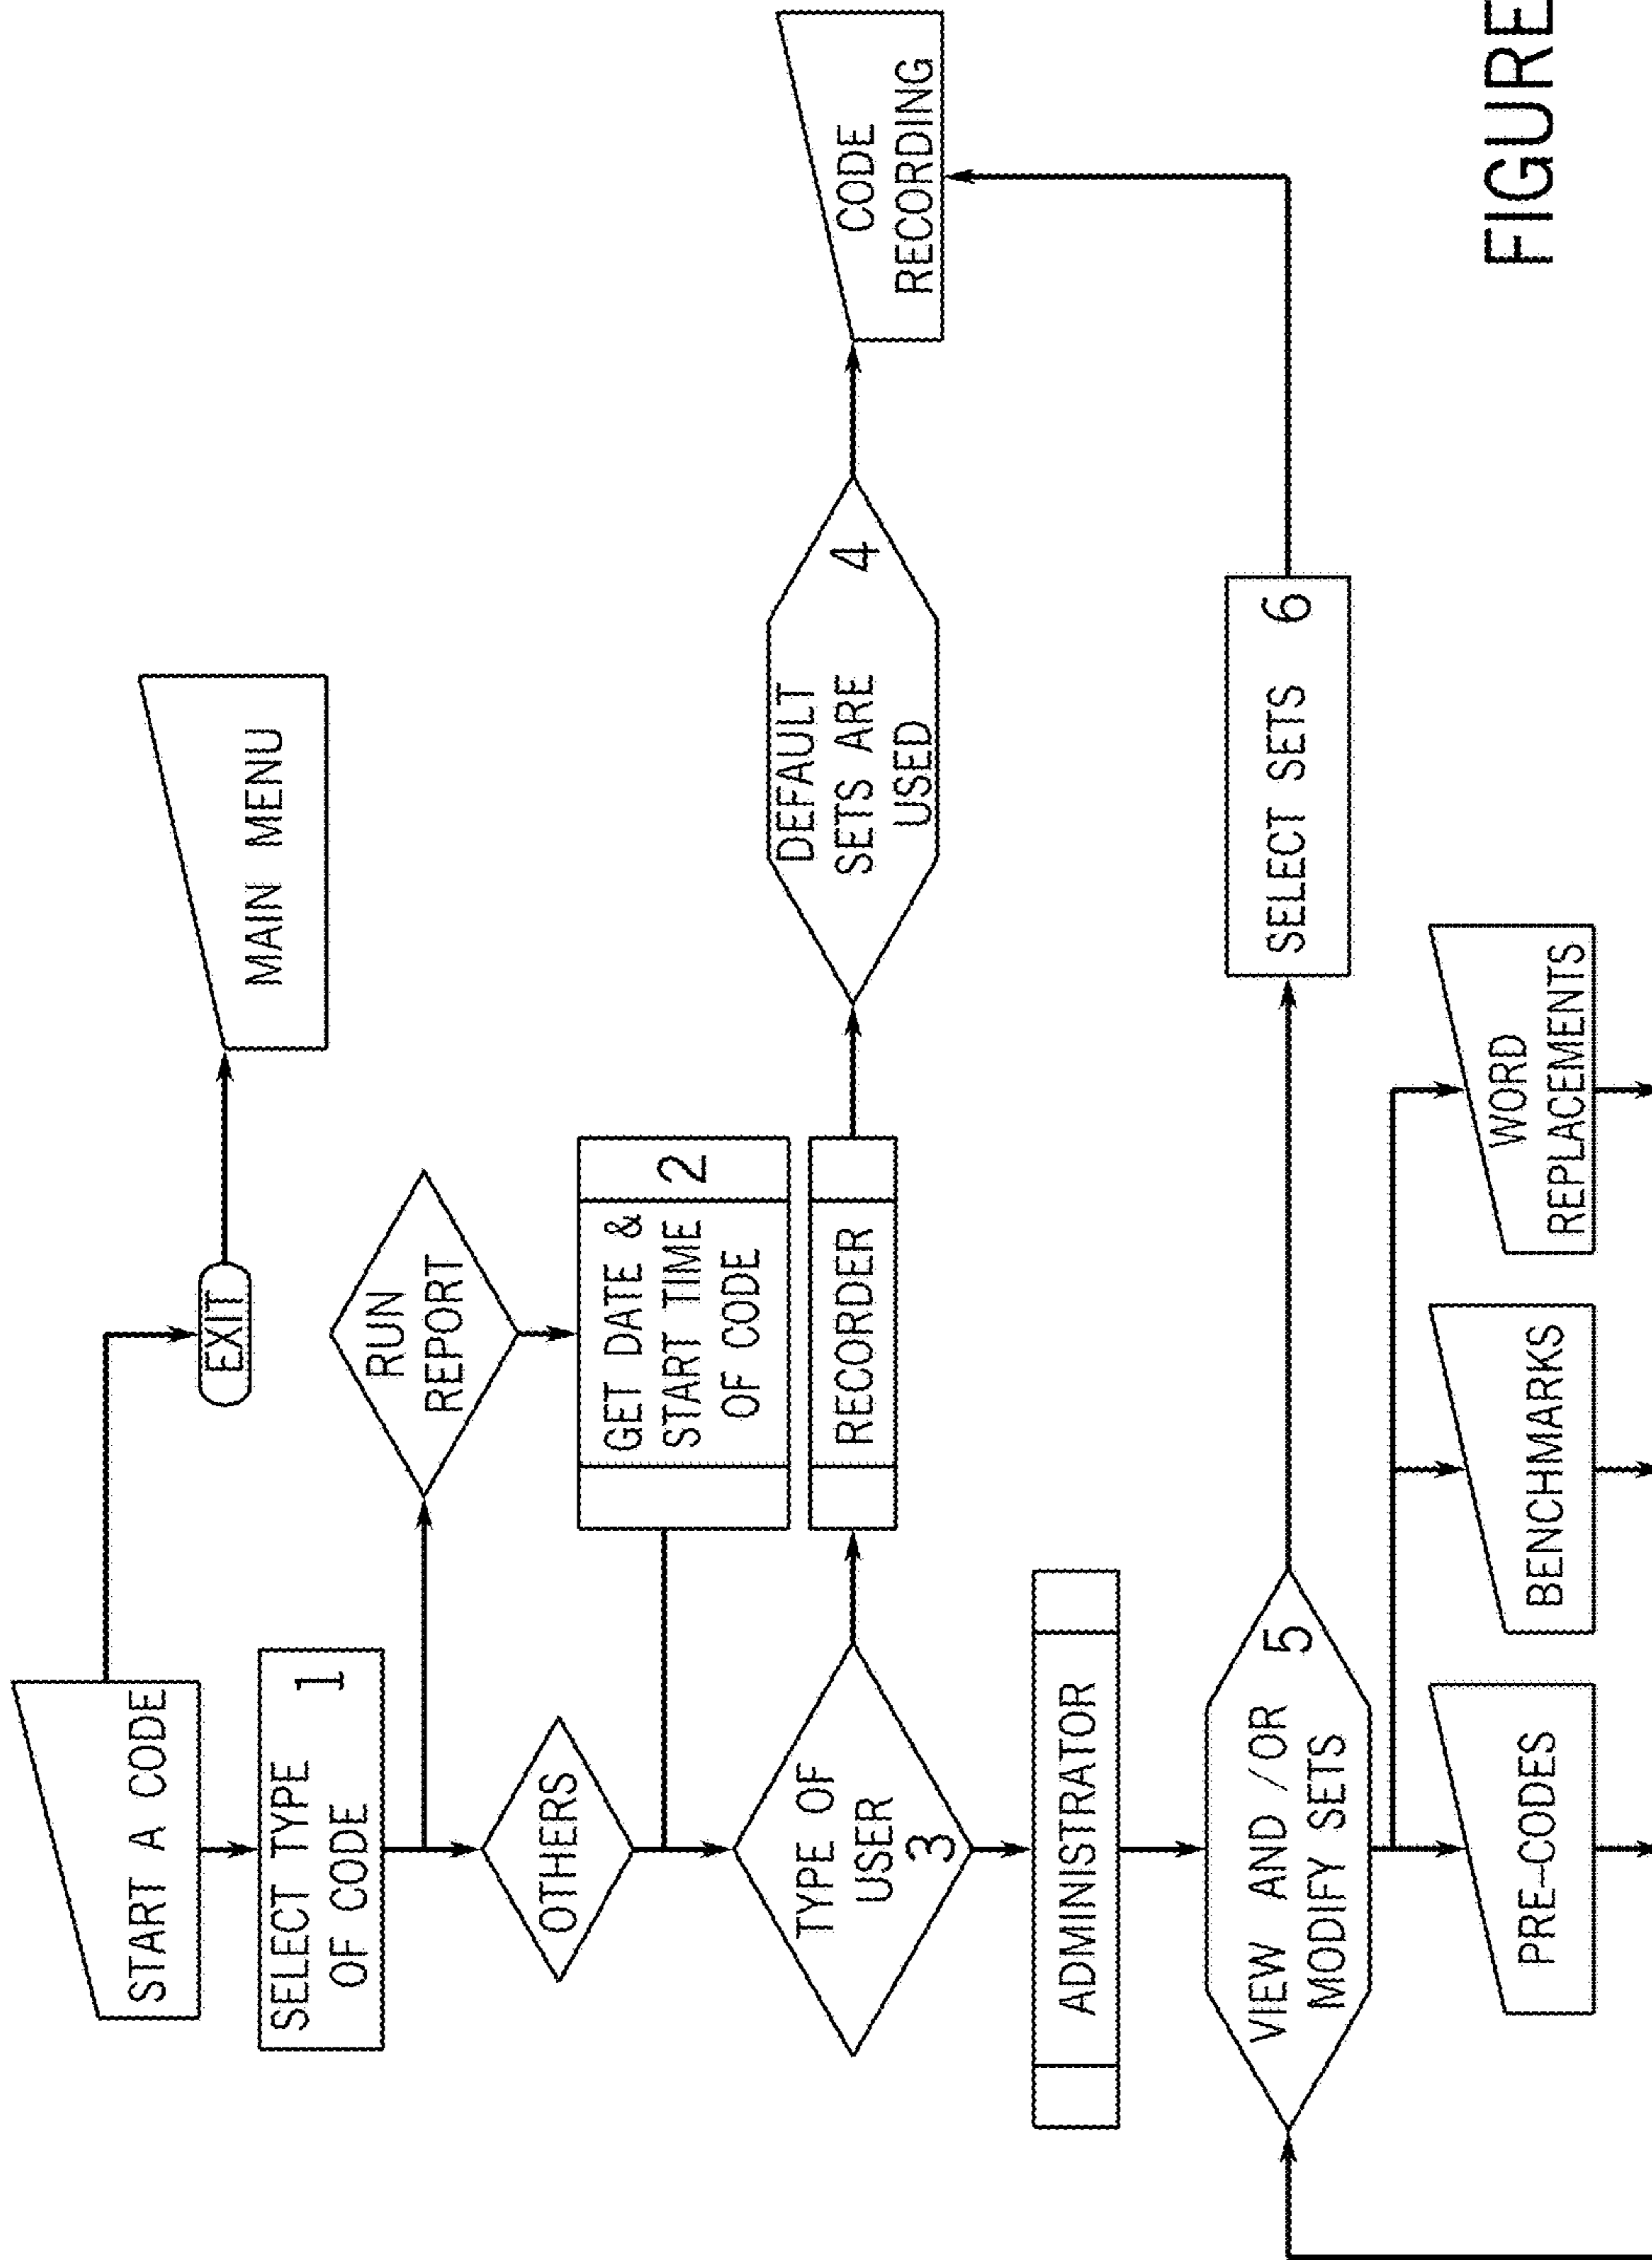 START A CODE
EXIT
MAIN MENU
SELECT TYPE 1
OF CODE
RUN
REPORT
OTHERS
GET DATE &
START TIME 2
OF CODE
TYPE OF
USER
3
RECORDER
DEFAULT
SETS ARE 4
USED
CODE
RECORDING
ADMINISTRATOR
VIEW AND /OR 5
MODIFY SETS
SELECT SETS 6
PRE-CODES
BENCHMARKS
WORD
REPLACEMENTS
FIGURE